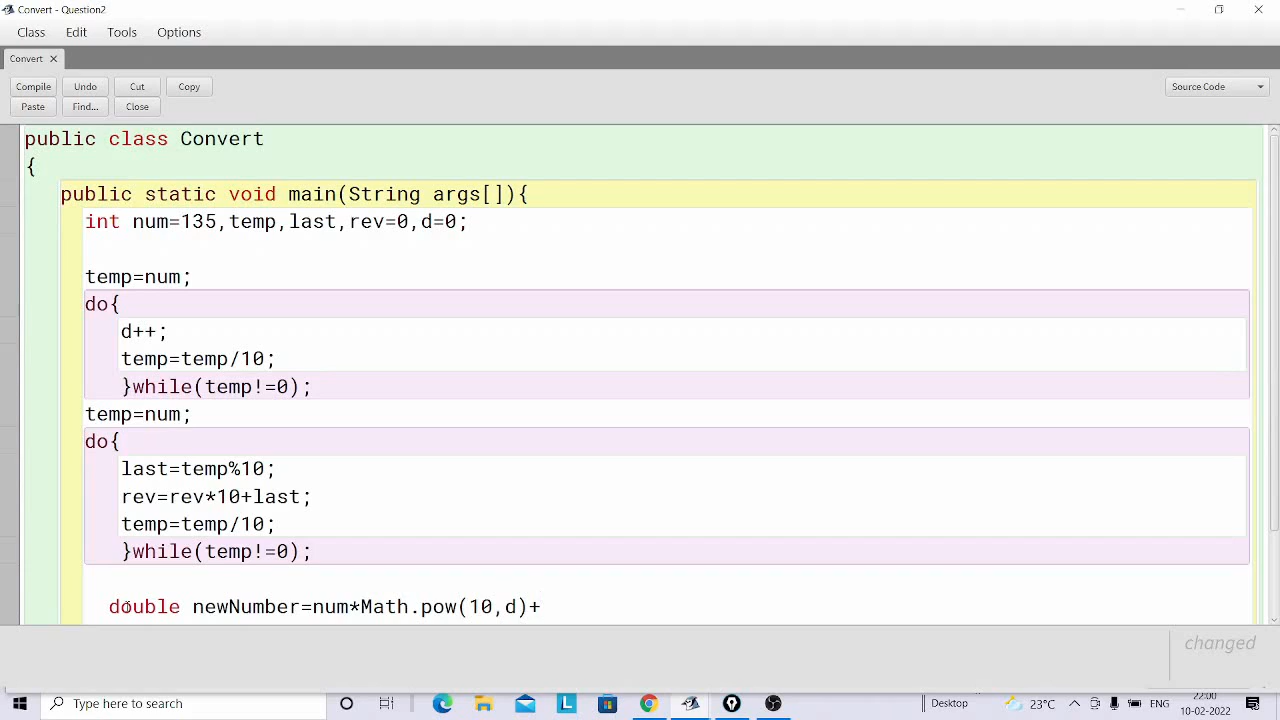 Convert - Question2
Class Edit Tools Options
Convert
Compile Undo Cut Copy
Source Code
Paste Find... Close
public class Convert
{
public static void main(String args[]){
int num=135,temp,last,rev=0,d=0;
temp=num;
do{
d++;
temp=temp/10;
}while(temp!=0);
temp=num;
do{
last=temp%10;
rev=rev*10+last;
temp=temp/10;
}while(temp!=0);
double newNumber=num*Math.pow(10,d)+
changed
Type here to search
Desktop
23°C
ENG
22:00
10-02-2022